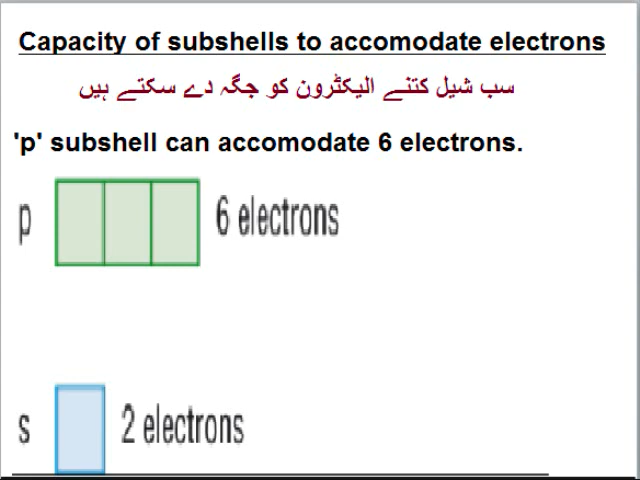 Capacity of subshells to accomodate electrons
سب شیل کتنے الیکٹرون کو جگہ دے سکتے ہیں
'p' subshell can accomodate 6 electrons.
p 6 electrons
s 2 electrons